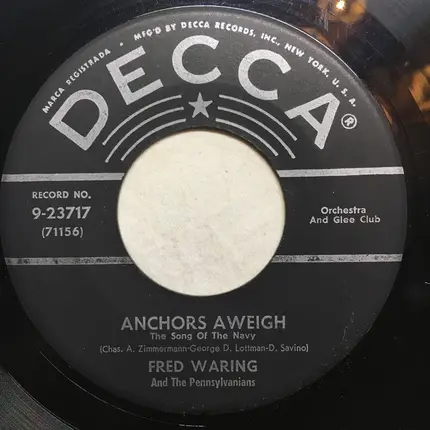 MARCA REGISTRADA • MF'G BY DECCA RECORDS, INC., NEW YORK, U. S. A.
DECCA®
RECORD NO.
9-23717
(71156)
Orchestra
And Glee Club
ANCHORS AWEIGH
The Song Of The Navy
(Chas. A. Zimmermann-George D. Lottman-D. Savino)
FRED WARING
And The Pennsylvanians